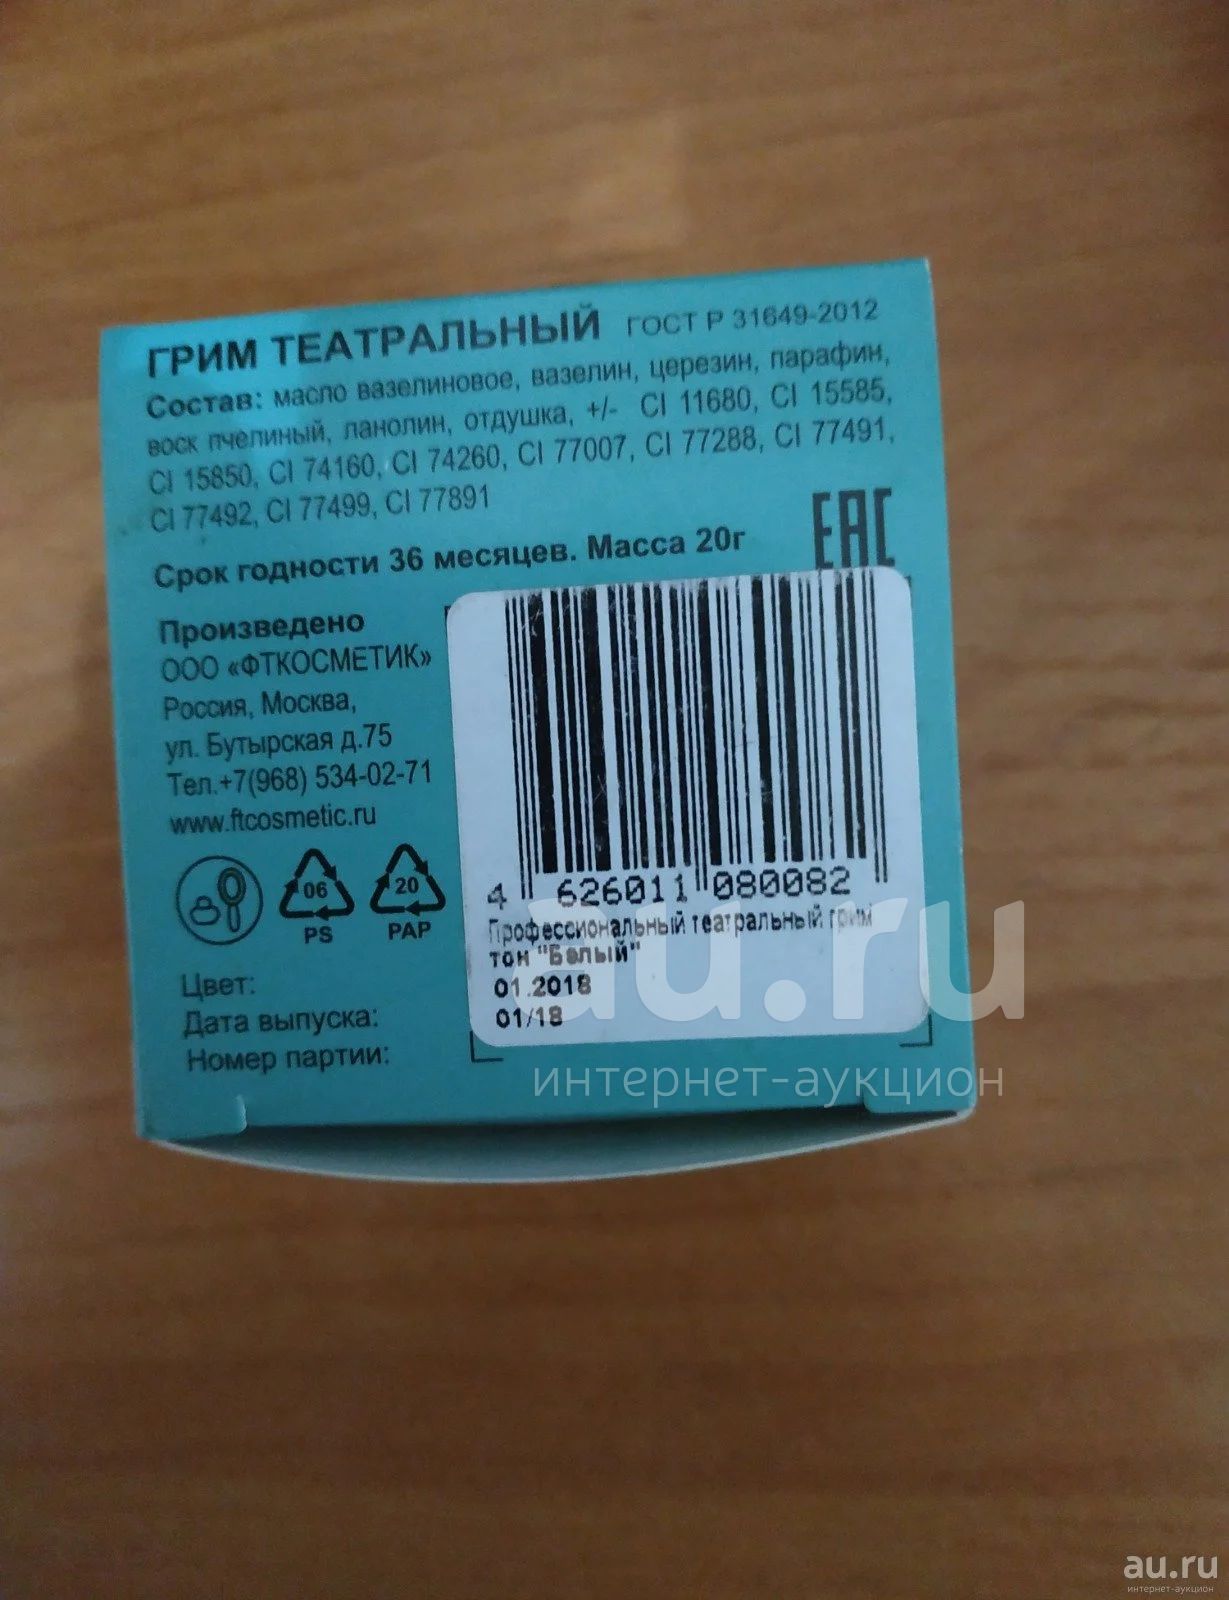 ГРИМ ТЕАТРАЛЬНЫЙ ГОСТ Р 31649-2012
Состав: масло вазелиновое, вазелин, церезин, парафин,
воск пчелиный, ланолин, отдушка, +/- CI 11680, CI 15585,
CI 15850, CI 74160, CI 74260, CI 77007, CI 77288, CI 77491,
CI 77492, CI 77499, CI 77891
Срок годности 36 месяцев. Масса 20г
EAC
Произведено
ООО «ФТКОСМЕТИК»
Россия, Москва,
ул. Бутырская д.75
Тел.+7(968) 534-02-71
www.ftcosmetic.ru
06
PS
20
PAP
Цвет:
Дата выпуска:
Номер партии:
4 626011 080082
Профессиональный театральный грим
тон "Белый"
01.2018
01/18
au.ru
интернет-аукцион
au.ru
интернет-аукцион